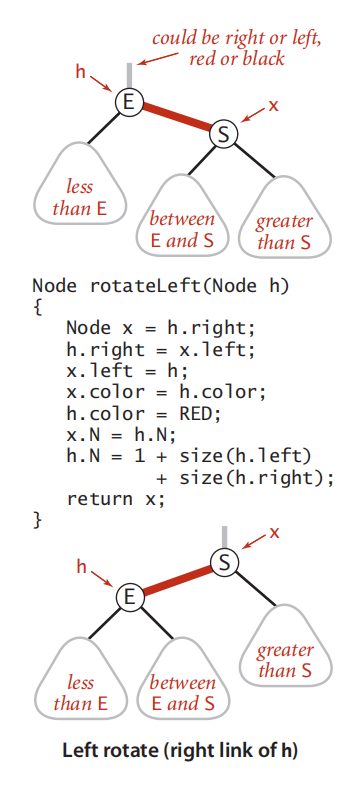 could be right or left,
red or black
h
E
x
S
less
than E
between
E and S
greater
than S
Node rotateLeft(Node h)
{
Node x = h.right;
h.right = x.left;
x.left = h;
x.color = h.color;
h.color = RED;
x.N = h.N;
h.N = 1 + size(h.left)
+ size(h.right);
return x;
}
x
S
h
E
greater
than S
less
than E
between
E and S
Left rotate (right link of h)